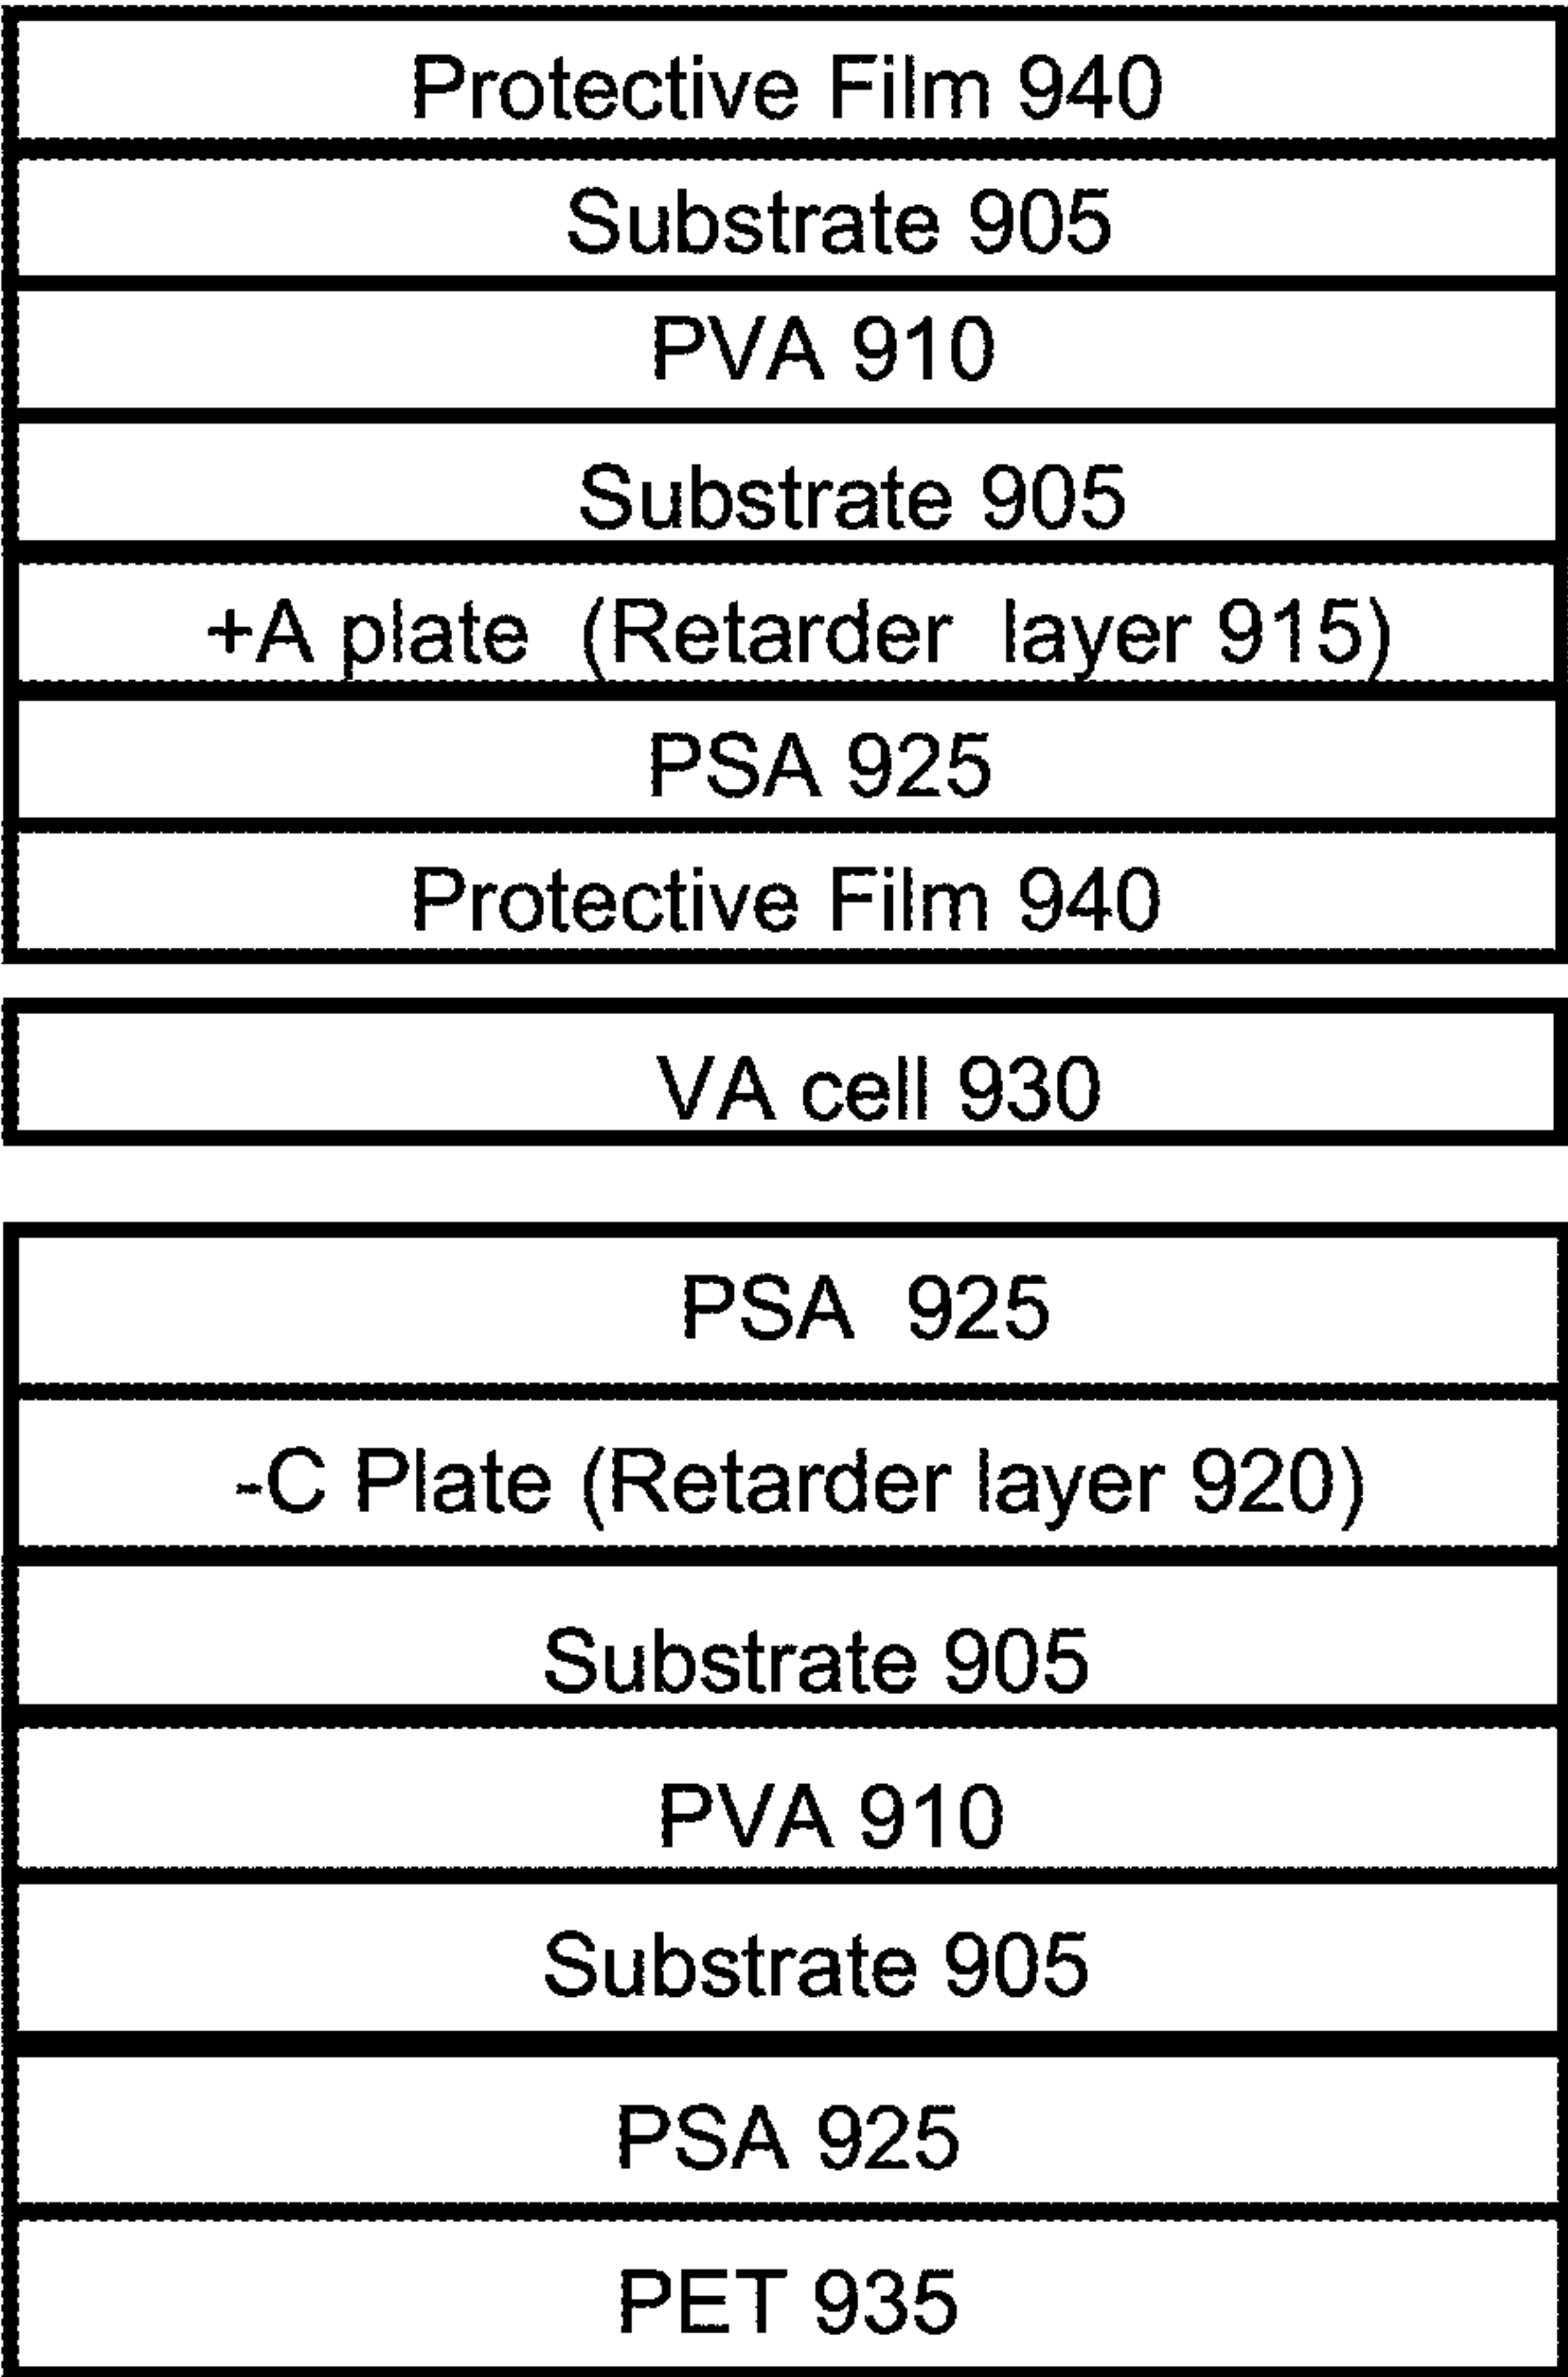 Protective Film 940
Substrate 905
PVA 910
Substrate 905
+A plate (Retarder layer 915)
PSA 925
Protective Film 940
VA cell 930
PSA 925
-C Plate (Retarder layer 920)
Substrate 905
PVA 910
Substrate 905
PSA 925
PET 935